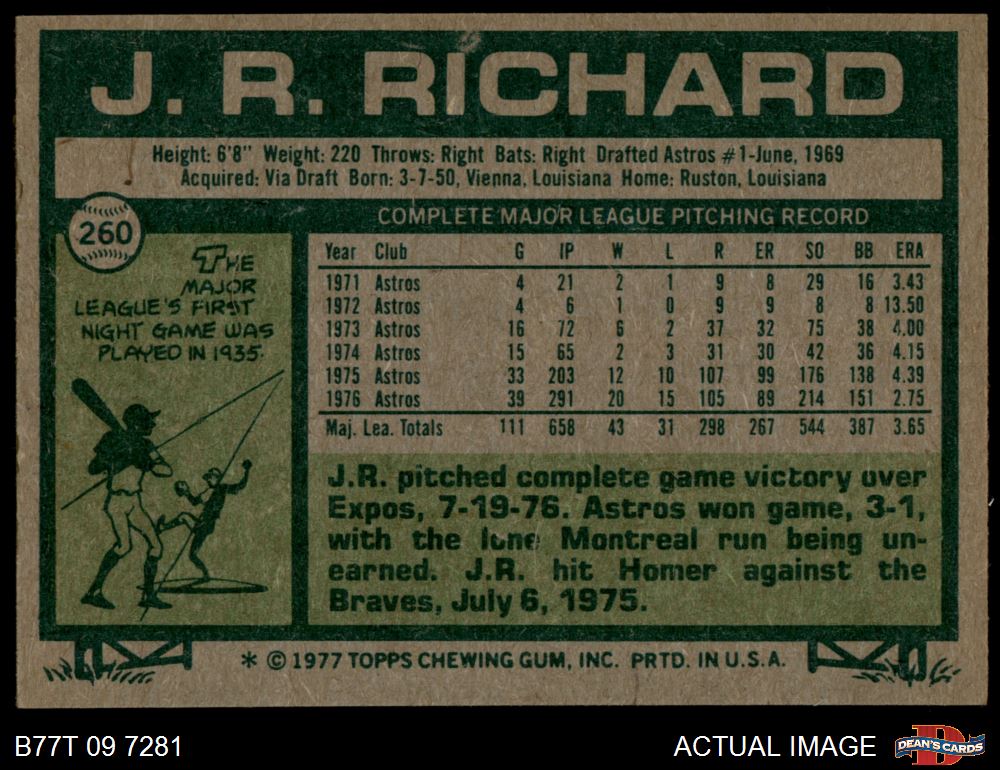 J. R. RICHARD
Height: 6'8" Weight: 220 Throws: Right Bats: Right Drafted Astros #1-June, 1969
Acquired: Via Draft Born: 3-7-50, Vienna, Louisiana Home: Ruston, Louisiana
260
THE
MAJOR
LEAGUE'S FIRST
NIGHT GAME WAS
PLAYED IN 1935.
COMPLETE MAJOR LEAGUE PITCHING RECORD
Year Club G IP W L R ER SO BB ERA
1971 Astros 4 21 2 1 9 8 29 16 3.43
1972 Astros 4 6 1 0 9 9 8 8 13.50
1973 Astros 16 72 6 2 37 32 75 38 4.00
1974 Astros 15 65 2 3 31 30 42 36 4.15
1975 Astros 33 203 12 10 107 99 176 138 4.39
1976 Astros 39 291 20 15 105 89 214 151 2.75
Maj. Lea. Totals 111 658 43 31 298 267 544 387 3.65
J.R. pitched complete game victory over
Expos, 7-19-76. Astros won game, 3-1,
with the lone Montreal run being un-
earned. J.R. hit Homer against the
Braves, July 6, 1975.
* © 1977 TOPPS CHEWING GUM, INC. PRTD. IN U.S.A.
B77T 09 7281
ACTUAL IMAGE
DEAN'S CARDS